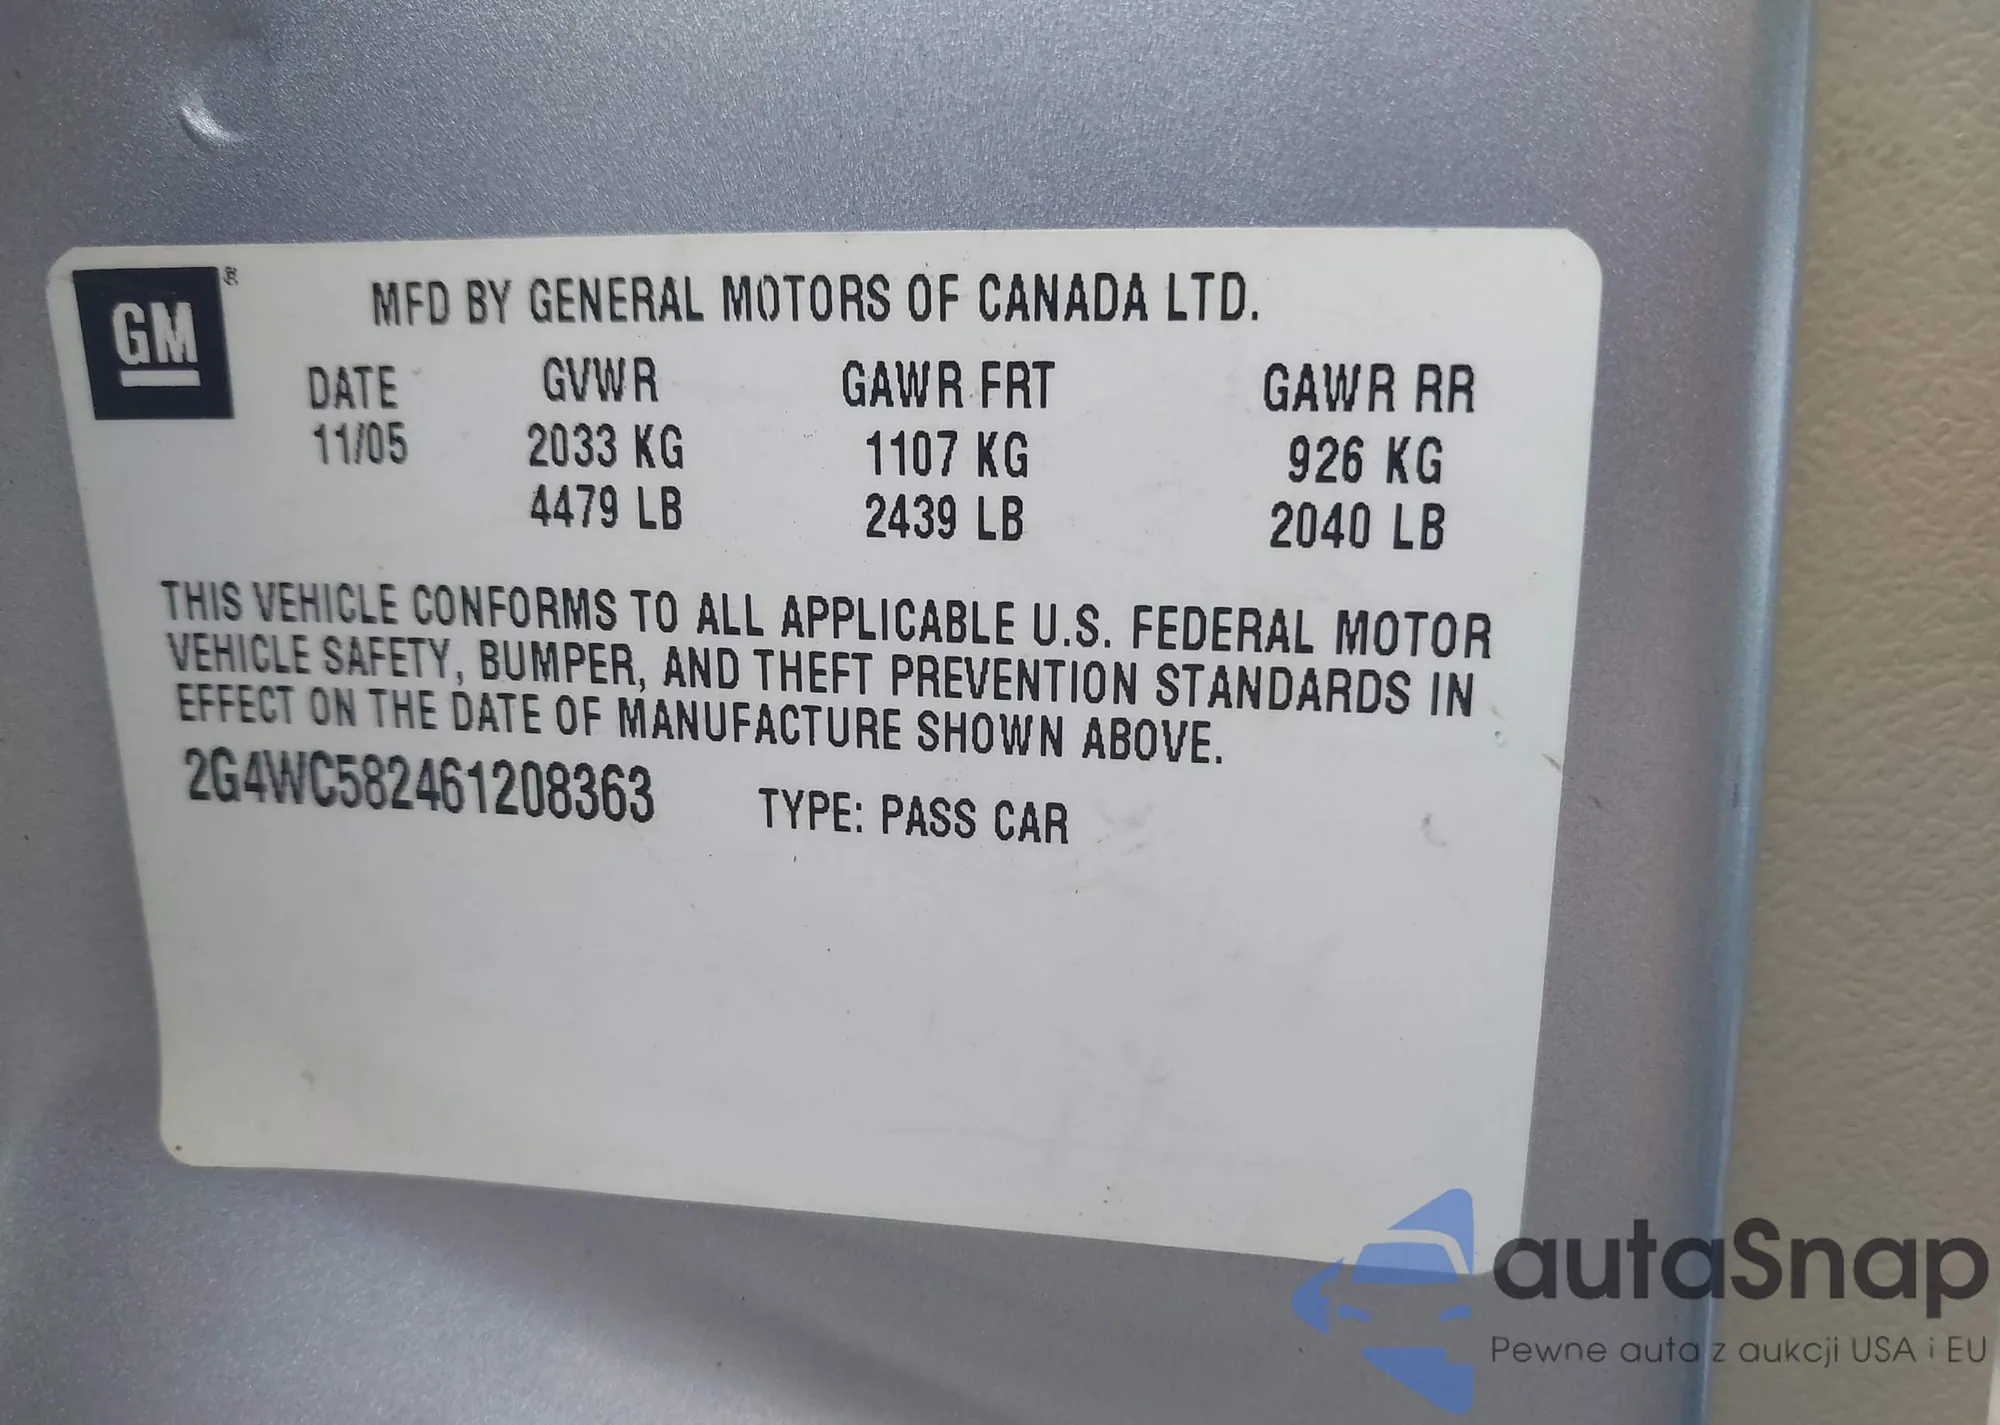 GM ®
MFD BY GENERAL MOTORS OF CANADA LTD.
DATE GVWR GAWR FRT GAWR RR
11/05 2033 KG 1107 KG 926 KG
4479 LB 2439 LB 2040 LB
THIS VEHICLE CONFORMS TO ALL APPLICABLE U.S. FEDERAL MOTOR
VEHICLE SAFETY, BUMPER, AND THEFT PREVENTION STANDARDS IN
EFFECT ON THE DATE OF MANUFACTURE SHOWN ABOVE.
2G4WC582461208363 TYPE: PASS CAR
autaSnap
Pewne auta z aukcji USA i EU